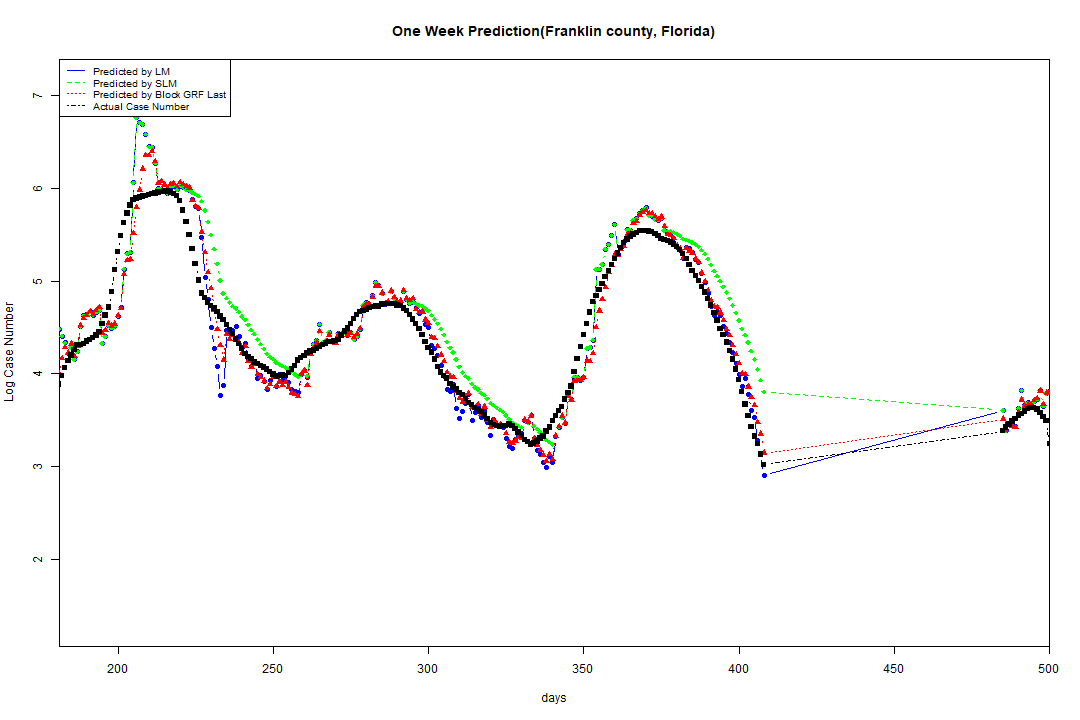 One Week Prediction(Franklin county, Florida)
Predicted by LM
Predicted by SLM
Predicted by Block GRF Last
Actual Case Number
7
6
5
4
3
2
Log Case Number
200
250
300
350
400
450
500
days